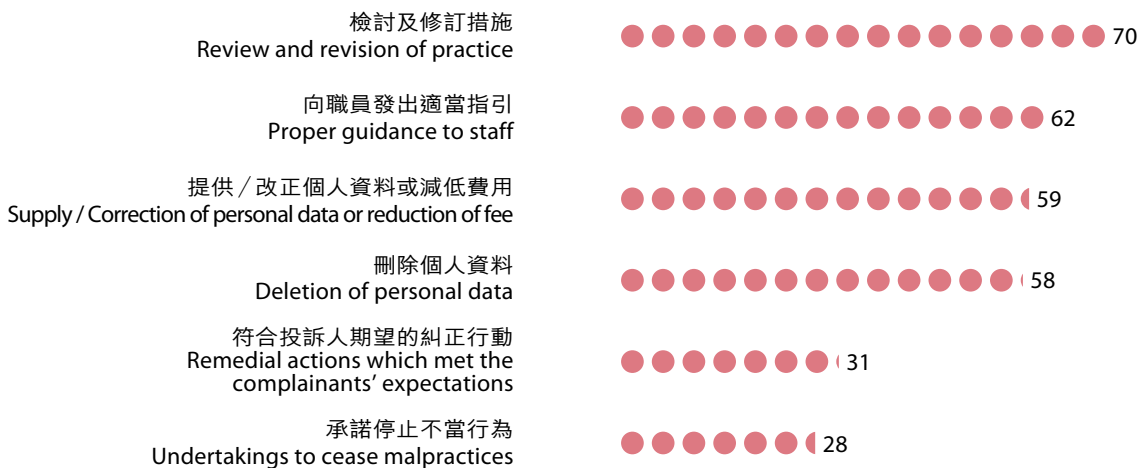 檢討及修訂措施
Review and revision of practice
70
向職員發出適當指引
Proper guidance to staff
62
提供／改正個人資料或減低費用
Supply / Correction of personal data or reduction of fee
59
刪除個人資料
Deletion of personal data
58
符合投訴人期望的糾正行動
Remedial actions which met the
complainants’ expectations
31
承諾停止不當行為
Undertakings to cease malpractices
28